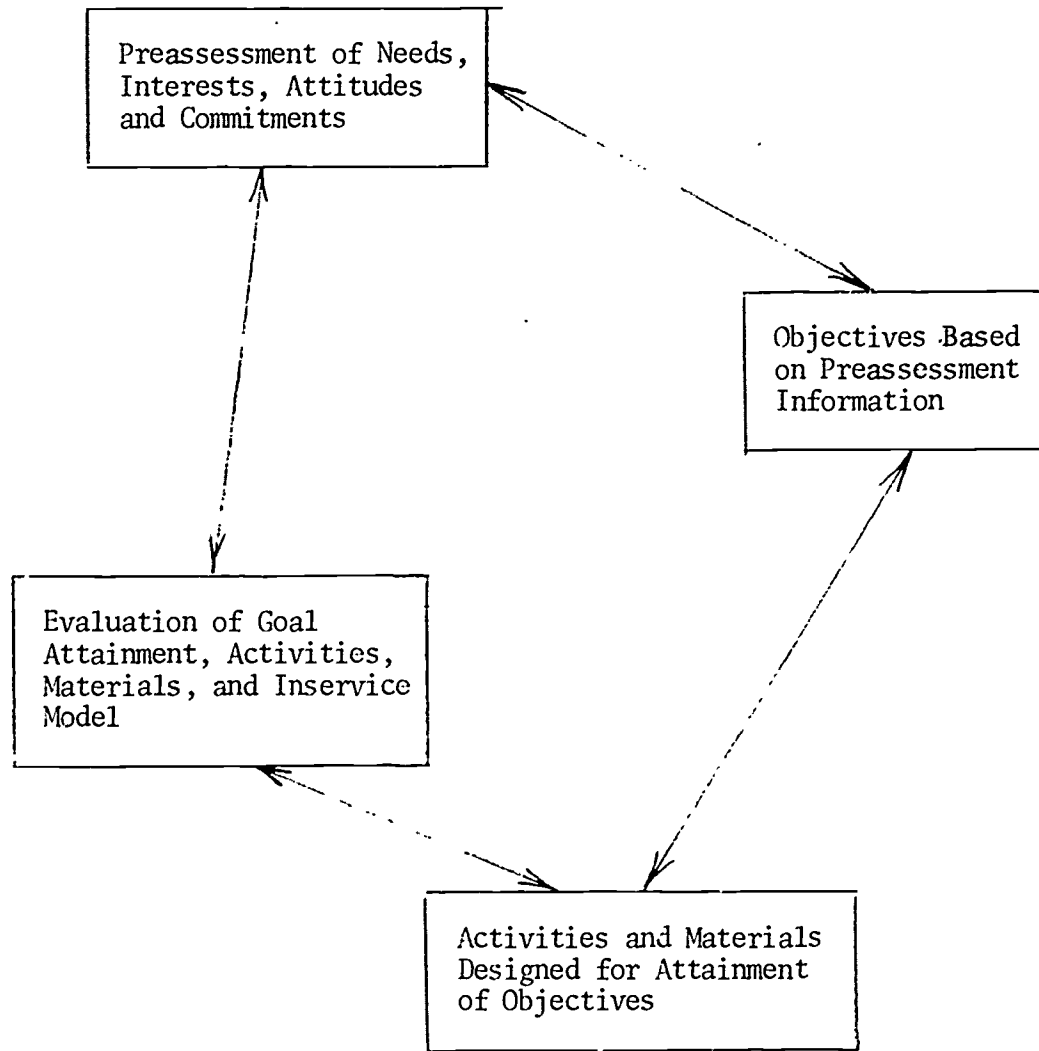 Preassessment of Needs,
Interests, Attitudes
and Commitments
Objectives Based
on Preassessment
Information
Evaluation of Goal
Attainment, Activities,
Materials, and Inservice
Model
Activities and Materials
Designed for Attainment
of Objectives